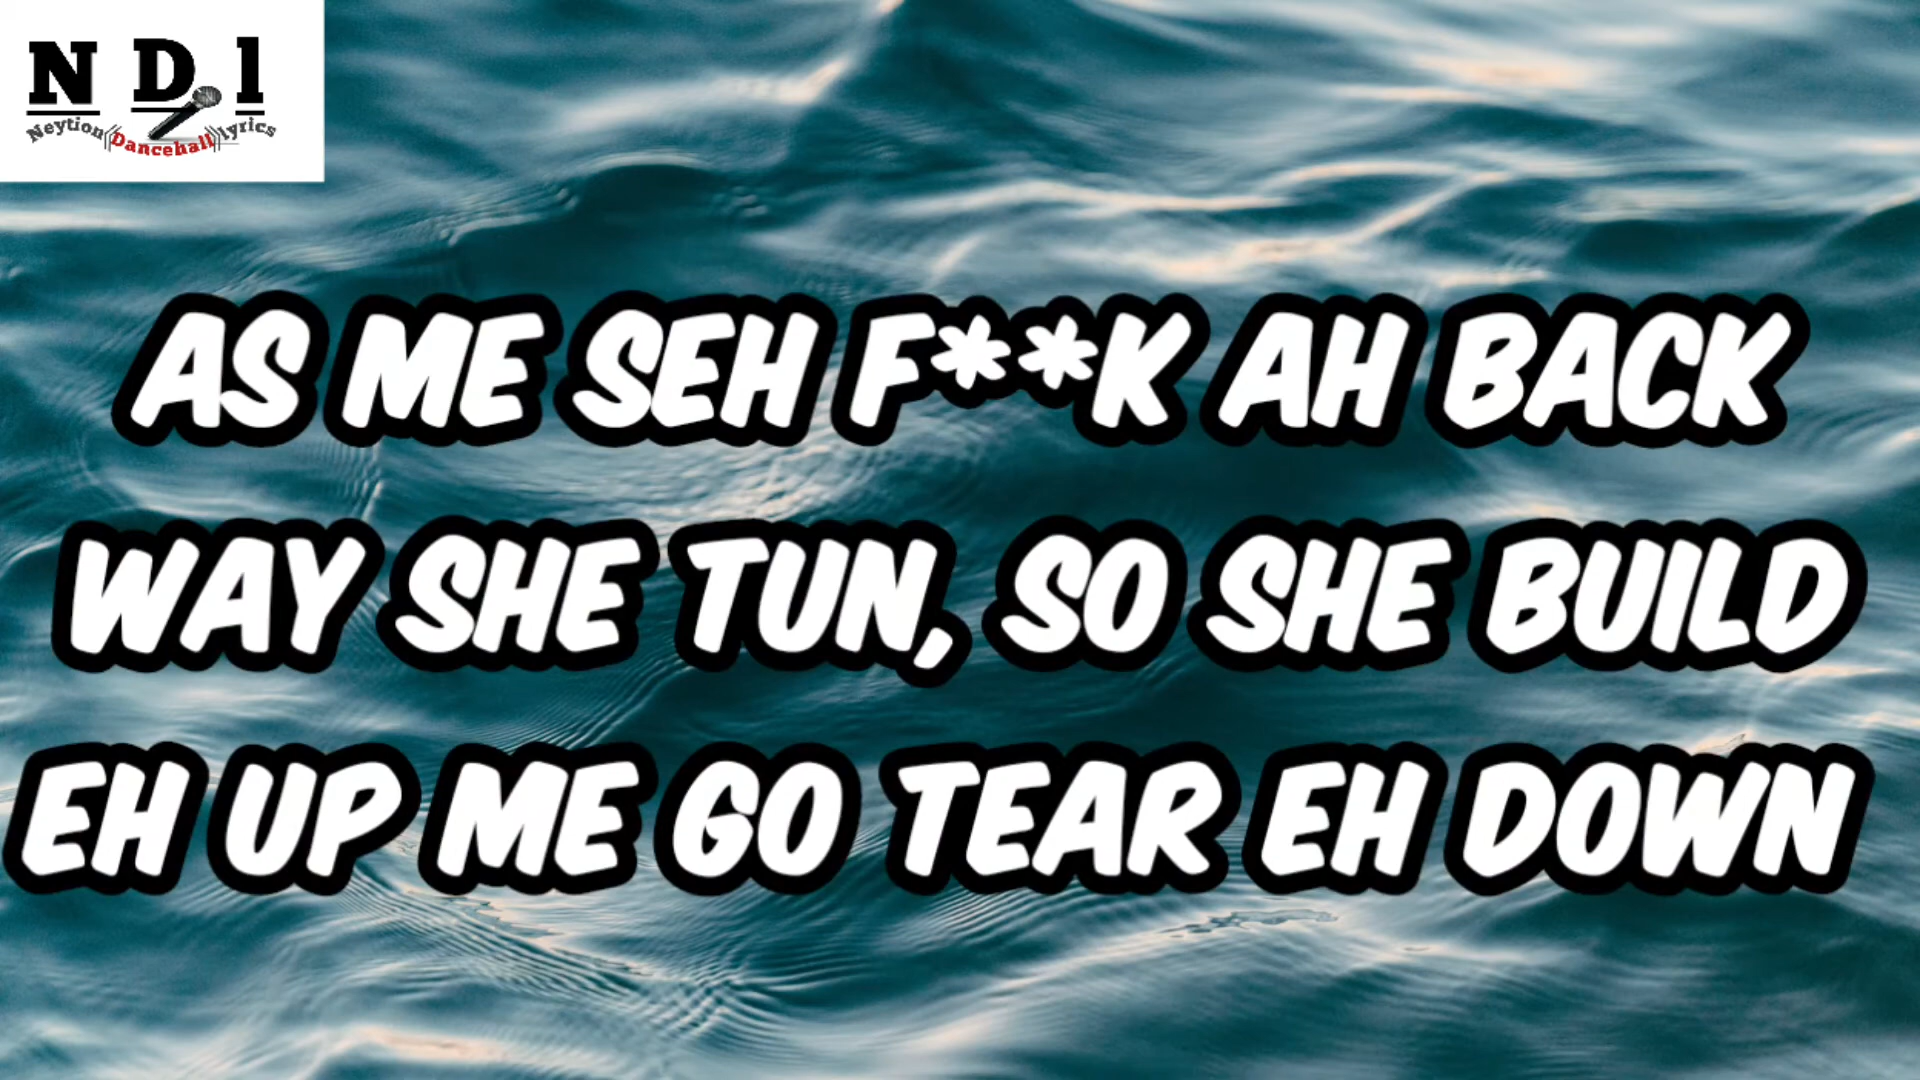 N D l
Neytion Dancehall lyrics
AS ME SEH F**K AH BACK
WAY SHE TUN, SO SHE BUILD
EH UP ME GO TEAR EH DOWN